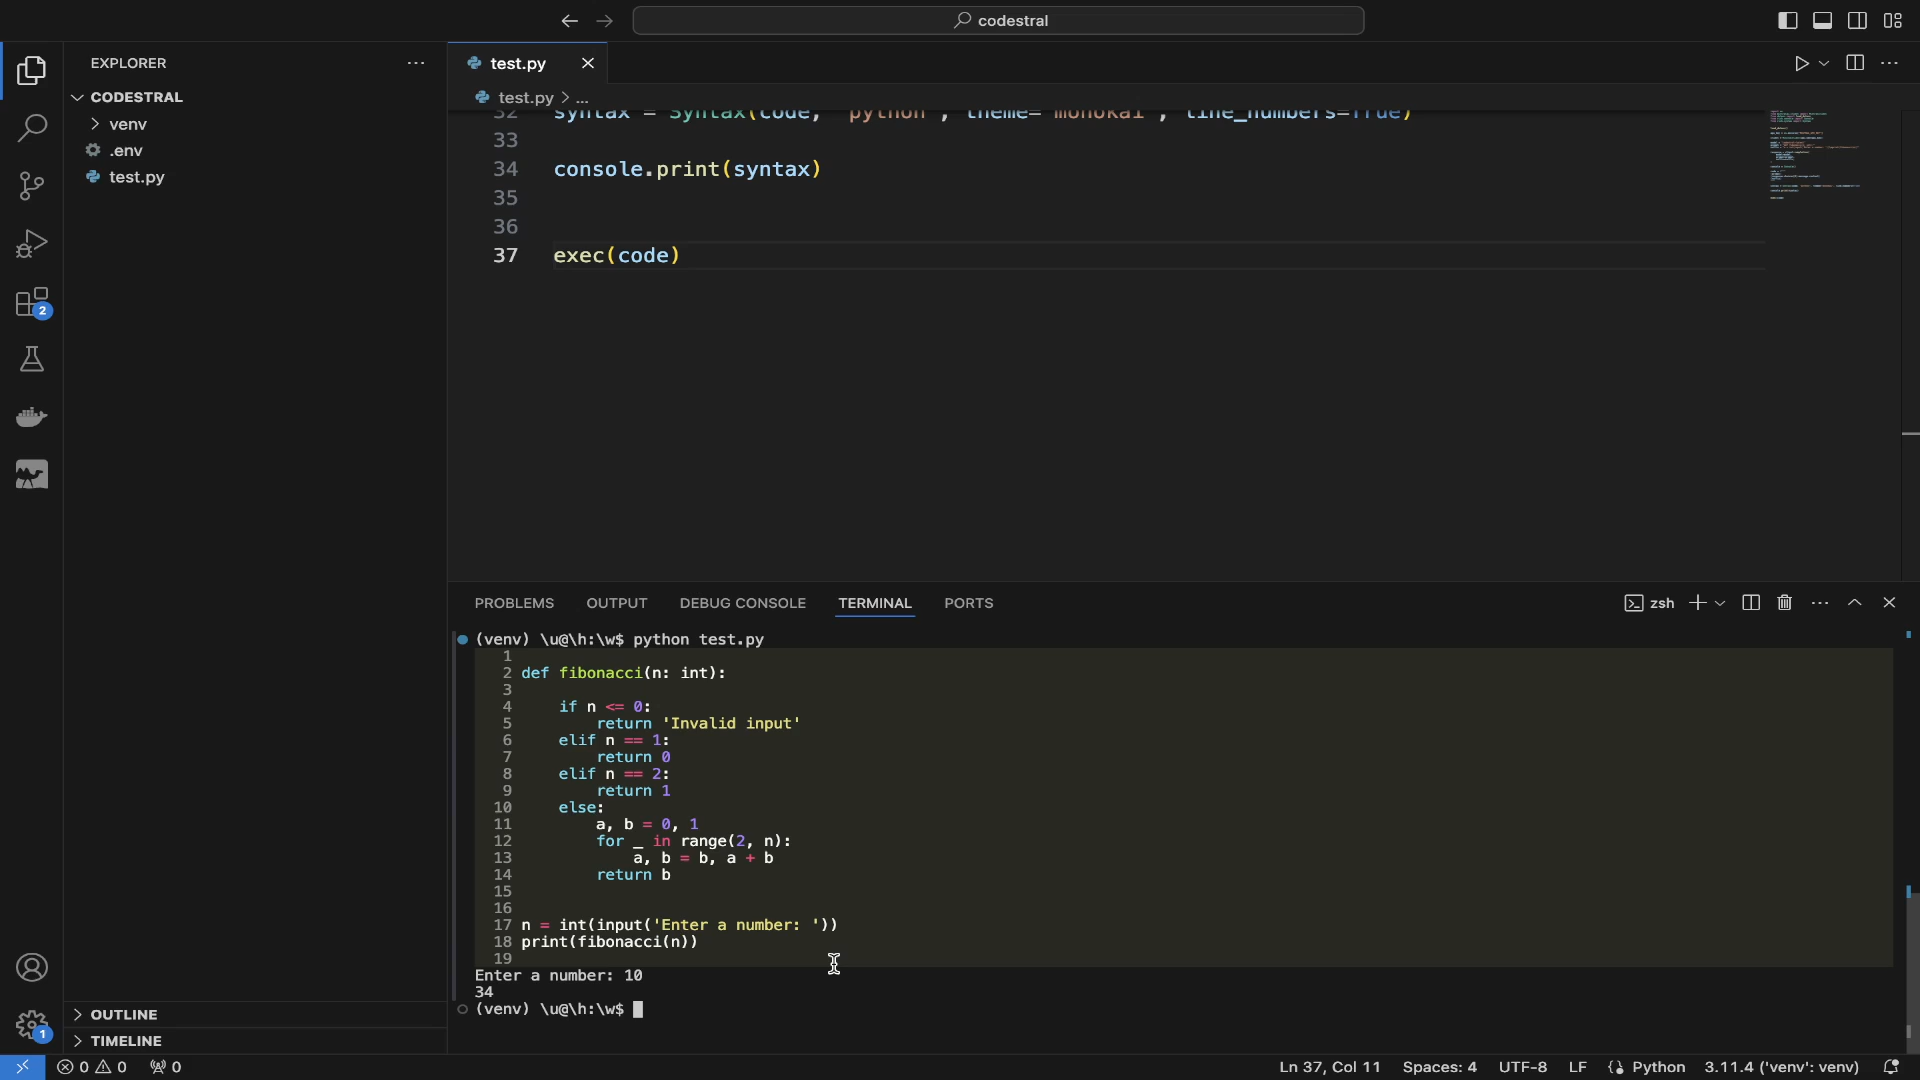 codestral
EXPLORER
CODESTRAL
venv
.env
test.py
OUTLINE
TIMELINE
test.py
test.py > ...
32 syntax = Syntax(code, "python", theme="monokai", line_numbers=True)
33
34 console.print(syntax)
35
36
37 exec(code)
PROBLEMS OUTPUT DEBUG CONSOLE TERMINAL PORTS
zsh
(venv) \u@\h:\w$ python test.py
1
2 def fibonacci(n: int):
3
4 if n <= 0:
5 return 'Invalid input'
6 elif n == 1:
7 return 0
8 elif n == 2:
9 return 1
10 else:
11 a, b = 0, 1
12 for _ in range(2, n):
13 a, b = b, a + b
14 return b
15
16
17 n = int(input('Enter a number: '))
18 print(fibonacci(n))
19
Enter a number: 10
34
(venv) \u@\h:\w$
2
1
0 0 0
Ln 37, Col 11 Spaces: 4 UTF-8 LF Python 3.11.4 ('venv': venv)